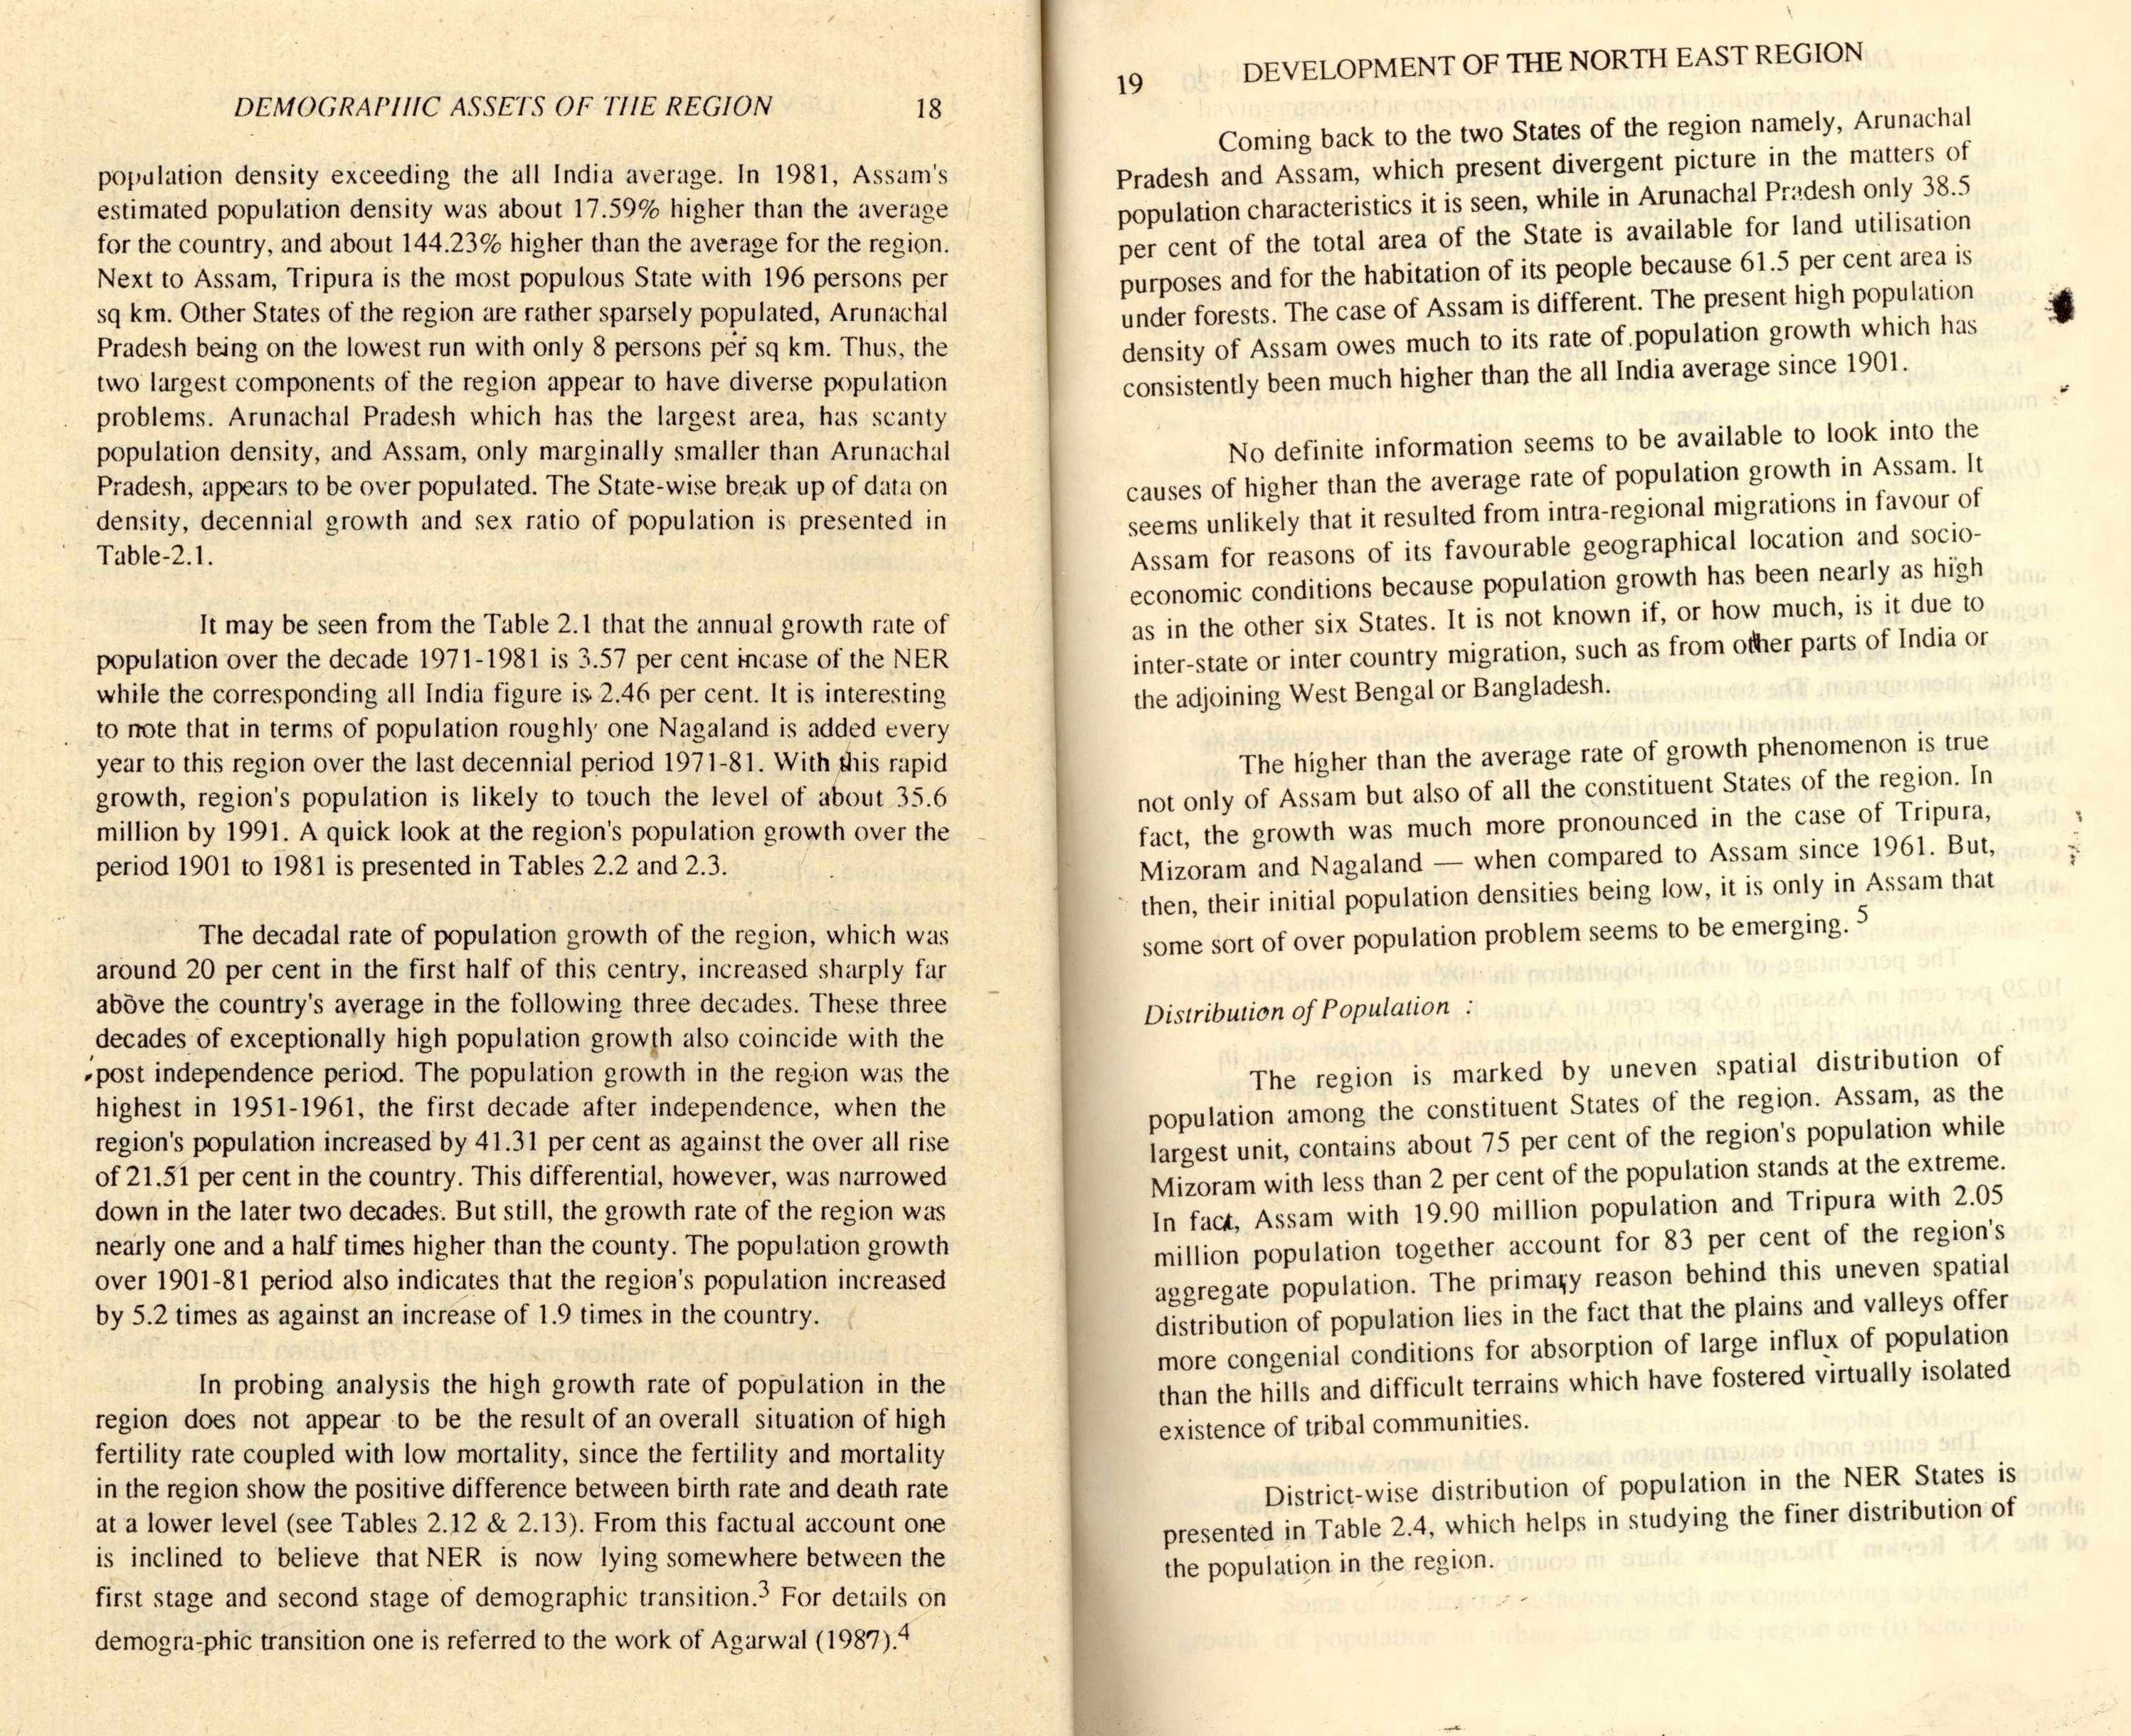 DEMOGRAPHIC ASSETS OF THE REGION 18
population density exceeding the all India average. In 1981, Assam's
estimated population density was about 17.59% higher than the average
for the country, and about 144.23% higher than the average for the region.
Next to Assam, Tripura is the most populous State with 196 persons per
sq km. Other States of the region are rather sparsely populated, Arunachal
Pradesh being on the lowest run with only 8 persons per sq km. Thus, the
two largest components of the region appear to have diverse population
problems. Arunachal Pradesh which has the largest area, has scanty
population density, and Assam, only marginally smaller than Arunachal
Pradesh, appears to be over populated. The State-wise break up of data on
density, decennial growth and sex ratio of population is presented in
Table-2.1.
It may be seen from the Table 2.1 that the annual growth rate of
population over the decade 1971-1981 is 3.57 per cent incase of the NER
while the corresponding all India figure is 2.46 per cent. It is interesting
to note that in terms of population roughly one Nagaland is added every
year to this region over the last decennial period 1971-81. With this rapid
growth, region's population is likely to touch the level of about 35.6
million by 1991. A quick look at the region's population growth over the
period 1901 to 1981 is presented in Tables 2.2 and 2.3.
The decadal rate of population growth of the region, which was
around 20 per cent in the first half of this centry, increased sharply far
above the country's average in the following three decades. These three
decades of exceptionally high population growth also coincide with the
post independence period. The population growth in the region was the
highest in 1951-1961, the first decade after independence, when the
region's population increased by 41.31 per cent as against the over all rise
of 21.51 per cent in the country. This differential, however, was narrowed
down in the later two decades. But still, the growth rate of the region was
nearly one and a half times higher than the county. The population growth
over 1901-81 period also indicates that the region's population increased
by 5.2 times as against an increase of 1.9 times in the country.
In probing analysis the high growth rate of population in the
region does not appear to be the result of an overall situation of high
fertility rate coupled with low mortality, since the fertility and mortality
in the region show the positive difference between birth rate and death rate
at a lower level (see Tables 2.12 & 2.13). From this factual account one
is inclined to believe that NER is now lying somewhere between the
first stage and second stage of demographic transition.3 For details on
demogra-phic transition one is referred to the work of Agarwal (1987).4
19 DEVELOPMENT OF THE NORTH EAST REGION
Coming back to the two States of the region namely, Arunachal
Pradesh and Assam, which present divergent picture in the matters of
population characteristics it is seen, while in Arunachal Pradesh only 38.5
per cent of the total area of the State is available for land utilisation
purposes and for the habitation of its people because 61.5 per cent area is
under forests. The case of Assam is different. The present high population
density of Assam owes much to its rate of population growth which has
consistently been much higher than the all India average since 1901.
No definite information seems to be available to look into the
causes of higher than the average rate of population growth in Assam. It
seems unlikely that it resulted from intra-regional migrations in favour of
Assam for reasons of its favourable geographical location and socio-
economic conditions because population growth has been nearly as high
as in the other six States. It is not known if, or how much, is it due to
inter-state or inter country migration, such as from other parts of India or
the adjoining West Bengal or Bangladesh.
The higher than the average rate of growth phenomenon is true
not only of Assam but also of all the constituent States of the region. In
fact, the growth was much more pronounced in the case of Tripura,
Mizoram and Nagaland — when compared to Assam since 1961. But,
then, their initial population densities being low, it is only in Assam that
some sort of over population problem seems to be emerging. 5
Distribution of Population :
The region is marked by uneven spatial distribution of
population among the constituent States of the region. Assam, as the
largest unit, contains about 75 per cent of the region's population while
Mizoram with less than 2 per cent of the population stands at the extreme.
In fact, Assam with 19.90 million population and Tripura with 2.05
million population together account for 83 per cent of the region's
aggregate population. The primary reason behind this uneven spatial
distribution of population lies in the fact that the plains and valleys offer
more congenial conditions for absorption of large influx of population
than the hills and difficult terrains which have fostered virtually isolated
existence of tribal communities.
District-wise distribution of population in the NER States is
presented in Table 2.4, which helps in studying the finer distribution of
the population in the region.